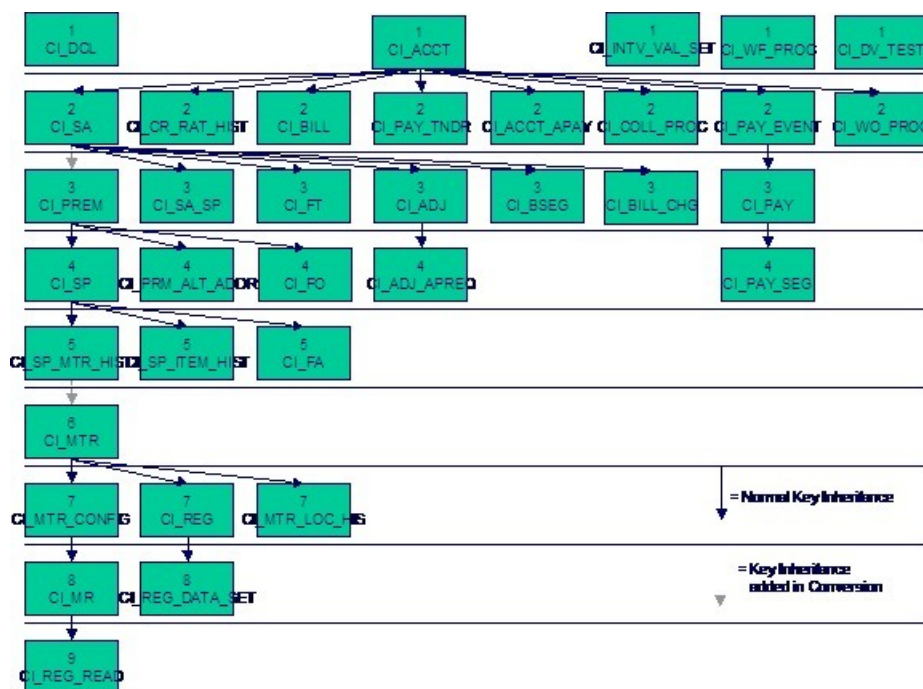 1
CI_DCL
1
CI_ACCT
1
CI_INTV_VAL_SET
1
CI_WF_PROC
1
CI_DV_TEST
2
CI_SA
2
CI_CR_RAT_HIST
2
CI_BILL
2
CI_PAY_TNDR
2
CI_ACCT_APAY
2
CI_COLL_PROC
2
CI_PAY_EVENT
2
CI_WO_PROC
3
CI_PREM
3
CI_SA_SP
3
CI_FT
3
CI_ADJ
3
CI_BSEG
3
CI_BILL_CHG
3
CI_PAY
4
CI_SP
4
CI_PRM_ALT_ADDR
4
CI_FO
4
CI_ADJ_APREQ
4
CI_PAY_SEG
5
CI_SP_MTR_HIST
5
CI_SP_ITEM_HIST
5
CI_FA
6
CI_MTR
7
CI_MTR_CONFIG
7
CI_REG
7
CI_MTR_LOC_HIS
= Normal Key Inheritance
8
CI_MR
8
CI_REG_DATA_SET
= Key Inheritance
added in Conversion
9
CI_REG_READ